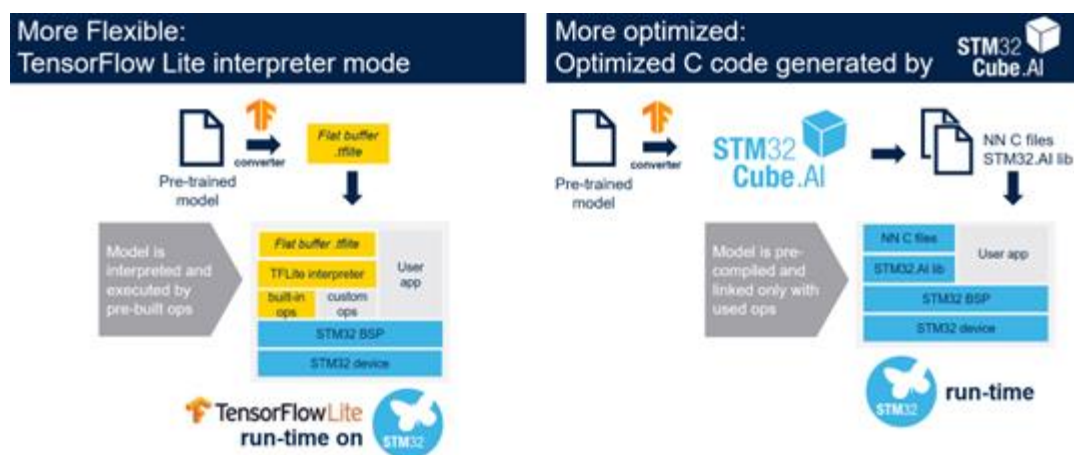 More Flexible:
TensorFlow Lite interpreter mode
Flat buffer
.tflite
converter
Pre-trained
model
Model is
interpreted and
executed by
pre-built ops
Flat buffer .tflite
TFLite interpreter
built-in
ops
custom
ops
User
app
STM32 BSP
STM32 device
TensorFlowLite
run-time on
STM32
More optimized:
Optimized C code generated by
STM32
Cube.AI
converter
Pre-trained
model
STM32
Cube.AI
NN C files
STM32.AI lib
Model is pre-
compiled and
linked only with
used ops
NN C files
STM32.AI lib
User app
STM32 BSP
STM32 device
STM32
run-time